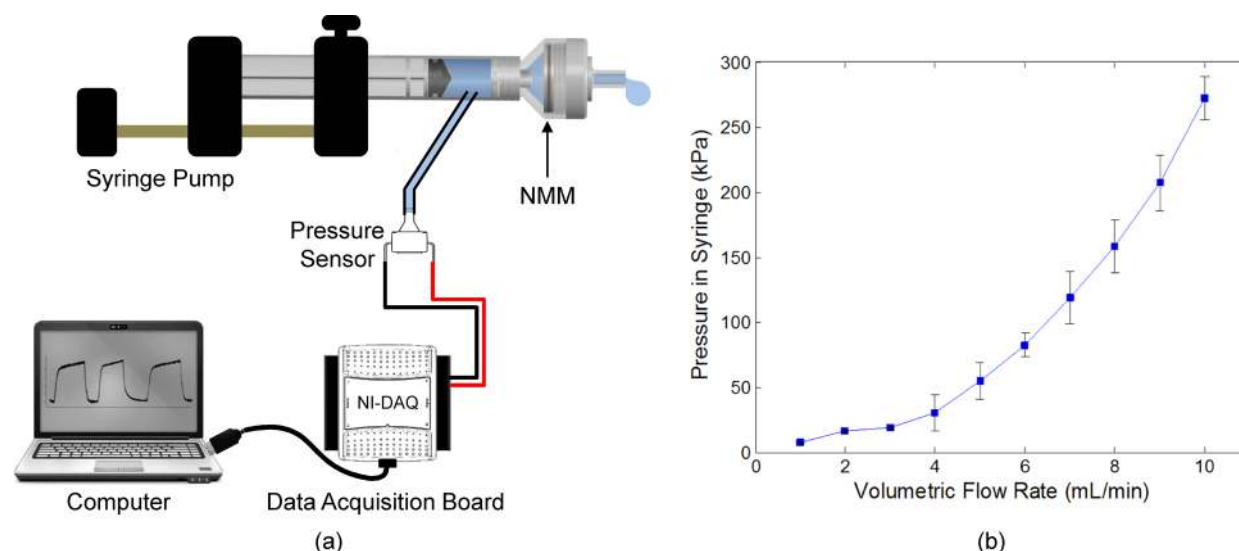 Syringe Pump
NMM
Pressure
Sensor
NI-DAQ
Computer
Data Acquisition Board
(a)
300
250
200
150
100
50
0
Pressure in Syringe (kPa)
0
2
4
6
8
10
Volumetric Flow Rate (mL/min)
(b)